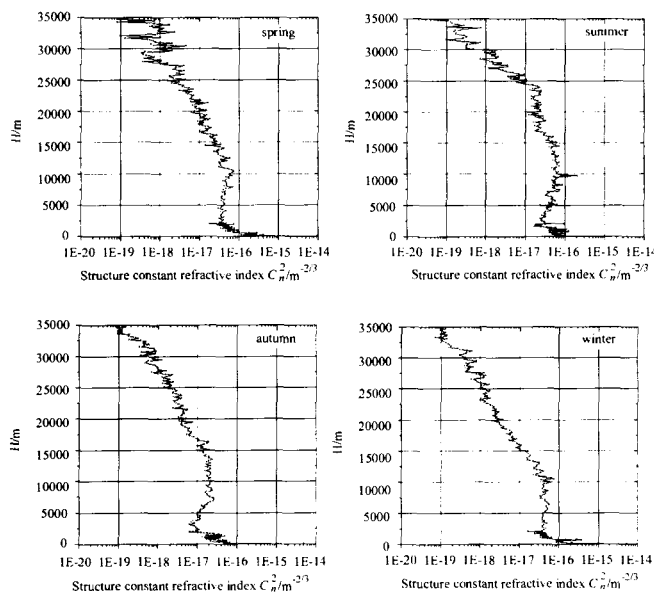 35000
30000
25000
20000
15000
10000
5000
0
H/m
spring
1E-20 1E-19 1E-18 1E-17 1E-16 1E-15 1E-14
Structure constant refractive index C_n^2/m^{-2/3}
35000
30000
25000
20000
15000
10000
5000
0
H/m
summer
1E-20 1E-19 1E-18 1E-17 1E-16 1E-15 1E-14
Structure constant refractive index C_n^2/m^{-2/3}
35000
30000
25000
20000
15000
10000
5000
0
H/m
autumn
1E-20 1E-19 1E-18 1E-17 1E-16 1E-15 1E-14
Structure constant refractive index C_n^2/m^{-2/3}
35000
30000
25000
20000
15000
10000
5000
0
H/m
winter
1E-20 1E-19 1E-18 1E-17 1E-16 1E-15 1E-14
Structure constant refractive index C_n^2/m^{-2/3}